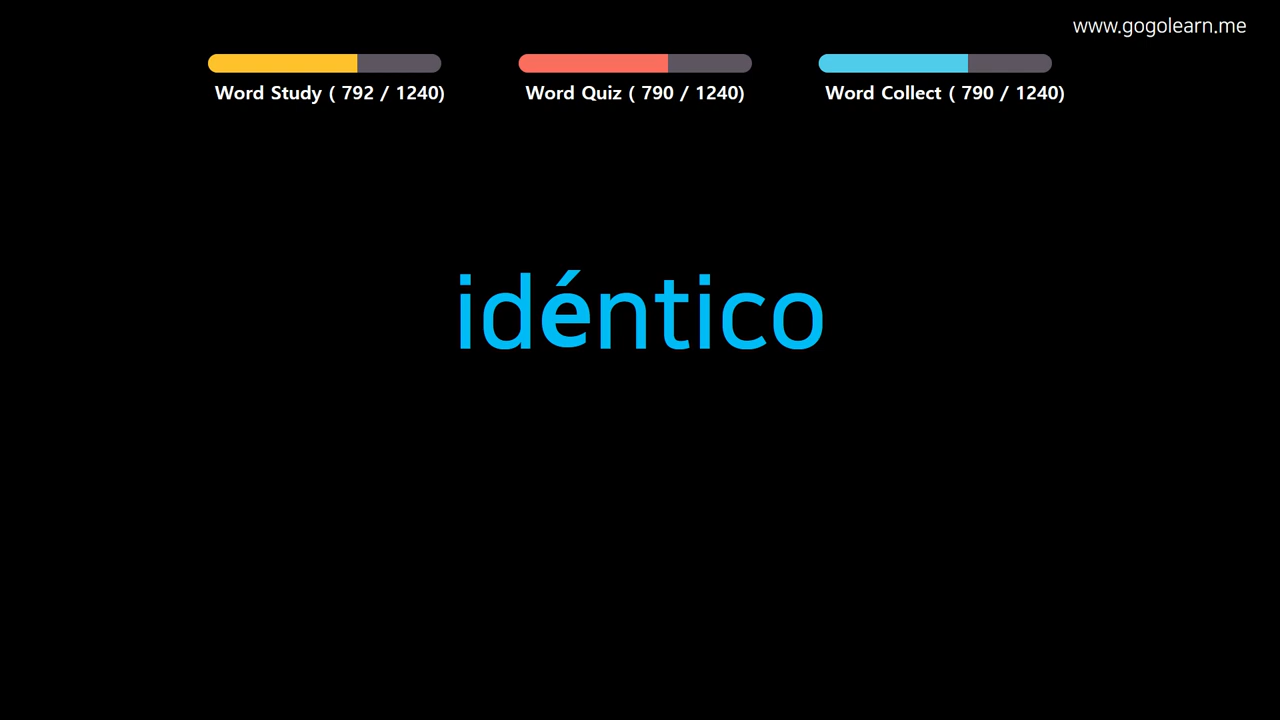 www.gogolearn.me
Word Study ( 792 / 1240)
Word Quiz ( 790 / 1240)
Word Collect ( 790 / 1240)
idéntico